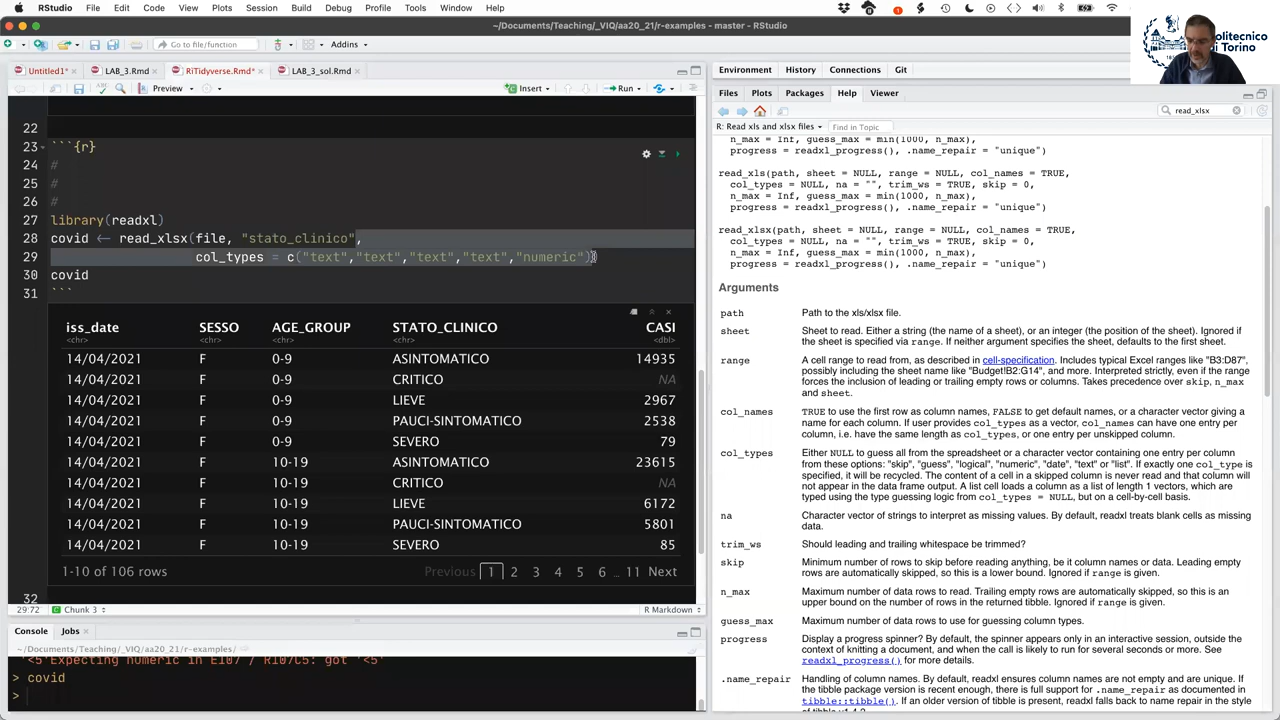 RStudio File Edit Code View Plots Session Build Debug Profile Tools Window Help
~/Documents/Teaching/_VIQ/aa20_21/r-examples - master - RStudio
Go to file/function Addins
Politecnico
di Torino
Untitled1* LAB_3.Rmd RiTidyverse.Rmd* LAB_3_sol.Rmd
Preview Insert Run
22
23 ```{r}
24 #
25 #
26 #
27 library(readxl)
28 covid <- read_xlsx(file, "stato_clinico",
29 col_types = c("text","text","text","text","numeric"))
30 covid
31 ```
iss_date SESSO AGE_GROUP STATO_CLINICO CASI
<chr> <chr> <chr> <chr> <dbl>
14/04/2021 F 0-9 ASINTOMATICO 14935
14/04/2021 F 0-9 CRITICO NA
14/04/2021 F 0-9 LIEVE 2967
14/04/2021 F 0-9 PAUCI-SINTOMATICO 2538
14/04/2021 F 0-9 SEVERO 79
14/04/2021 F 10-19 ASINTOMATICO 23615
14/04/2021 F 10-19 CRITICO NA
14/04/2021 F 10-19 LIEVE 6172
14/04/2021 F 10-19 PAUCI-SINTOMATICO 5801
14/04/2021 F 10-19 SEVERO 85
1-10 of 106 rows Previous 1 2 3 4 5 6 ... 11 Next
32
29:72 Chunk 3 R Markdown
Console Jobs
~/Documents/Teaching/_VIQ/aa20_21/r-examples/
'<5'Expecting numeric in E107 / R107C5: got '<5'
> covid
>
Environment History Connections Git
Files Plots Packages Help Viewer
read_xlsx
R: Read xls and xlsx files Find in Topic
n_max = Inf, guess_max = min(1000, n_max),
progress = readxl_progress(), .name_repair = "unique")
read_xls(path, sheet = NULL, range = NULL, col_names = TRUE,
col_types = NULL, na = "", trim_ws = TRUE, skip = 0,
n_max = Inf, guess_max = min(1000, n_max),
progress = readxl_progress(), .name_repair = "unique")
read_xlsx(path, sheet = NULL, range = NULL, col_names = TRUE,
col_types = NULL, na = "", trim_ws = TRUE, skip = 0,
n_max = Inf, guess_max = min(1000, n_max),
progress = readxl_progress(), .name_repair = "unique")
Arguments
path Path to the xls/xlsx file.
sheet Sheet to read. Either a string (the name of a sheet), or an integer (the position of the sheet). Ignored if
the sheet is specified via range. If neither argument specifies the sheet, defaults to the first sheet.
range A cell range to read from, as described in cell-specification. Includes typical Excel ranges like "B3:D87",
possibly including the sheet name like "Budget!B2:G14", and more. Interpreted strictly, even if the range
forces the inclusion of leading or trailing empty rows or columns. Takes precedence over skip, n_max
and sheet.
col_names TRUE to use the first row as column names, FALSE to get default names, or a character vector giving a
name for each column. If user provides col_types as a vector, col_names can have one entry per
column, i.e. have the same length as col_types, or one entry per unskipped column.
col_types Either NULL to guess all from the spreadsheet or a character vector containing one entry per column
from these options: "skip", "guess", "logical", "numeric", "date", "text" or "list". If exactly one col_type is
specified, it will be recycled. The content of a cell in a skipped column is never read and that column will
not appear in the data frame output. A list cell loads a column as a list of length 1 vectors, which are
typed using the type guessing logic from col_types = NULL, but on a cell-by-cell basis.
na Character vector of strings to interpret as missing values. By default, readxl treats blank cells as missing
data.
trim_ws Should leading and trailing whitespace be trimmed?
skip Minimum number of rows to skip before reading anything, be it column names or data. Leading empty
rows are automatically skipped, so this is a lower bound. Ignored if range is given.
n_max Maximum number of data rows to read. Trailing empty rows are automatically skipped, so this is an
upper bound on the number of rows in the returned tibble. Ignored if range is given.
guess_max Maximum number of data rows to use for guessing column types.
progress Display a progress spinner? By default, the spinner appears only in an interactive session, outside the
context of knitting a document, and when the call is likely to run for several seconds or more. See
readxl_progress() for more details.
.name_repair Handling of column names. By default, readxl ensures column names are not empty and are unique. If
the tibble package version is recent enough, there is full support for .name_repair as documented in
tibble::tibble(). If an older version of tibble is present, readxl falls back to name repair in the style